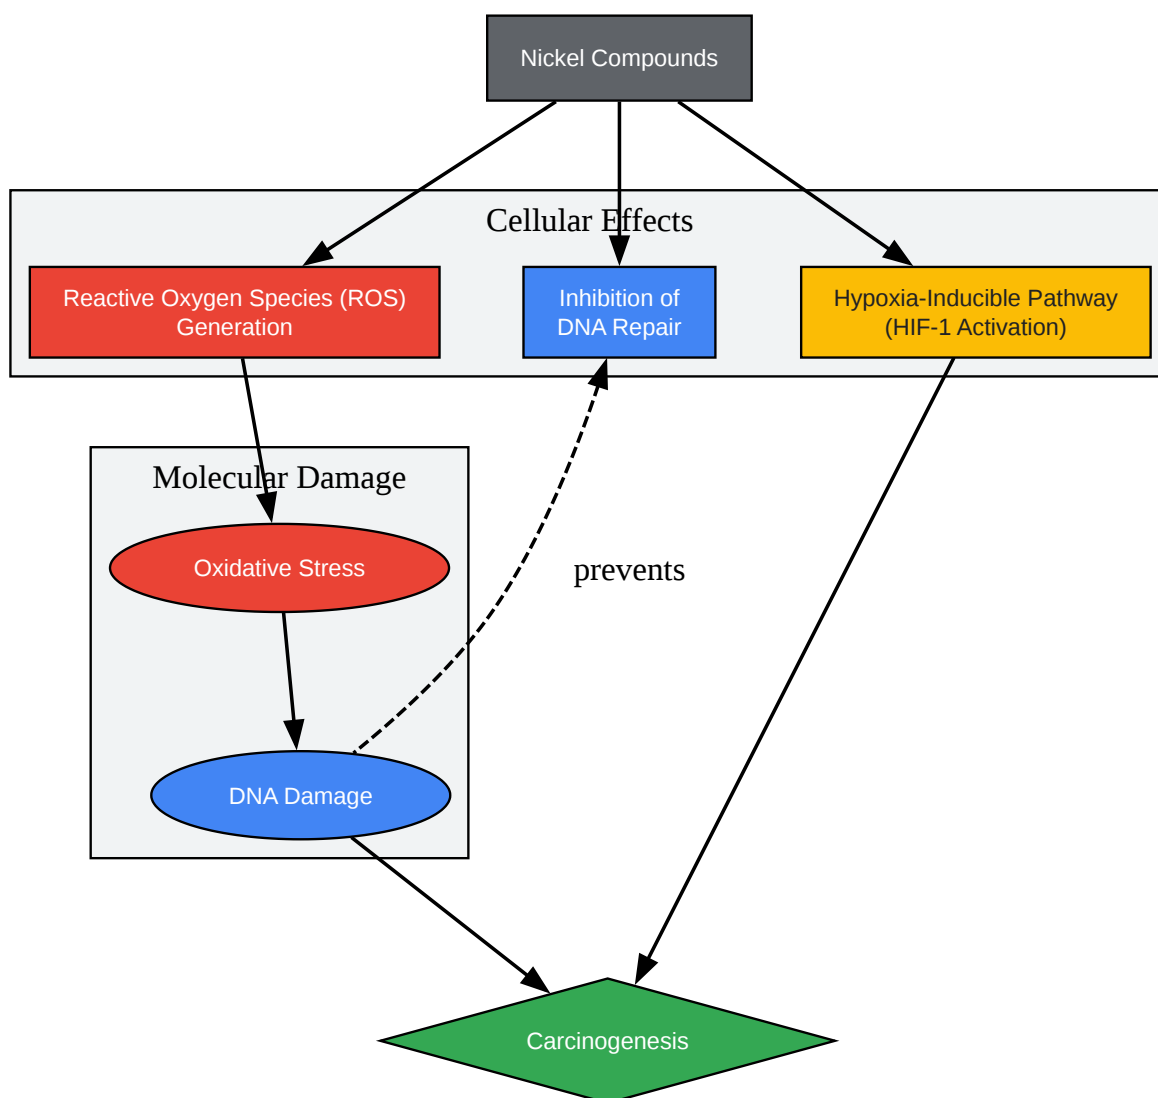 Nickel Compounds
Cellular Effects
Reactive Oxygen Species (ROS)
Generation
Inhibition of
DNA Repair
Hypoxia-Inducible Pathway
(HIF-1 Activation)
Molecular Damage
Oxidative Stress
prevents
DNA Damage
Carcinogenesis